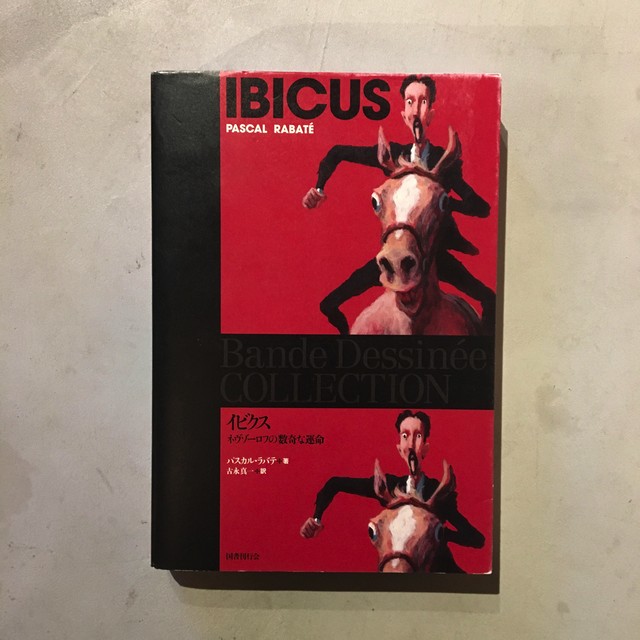 IBICUS
PASCAL RABATÉ
Bande Dessinée
COLLECTION
イビクス
ネヴゾーロフの数奇な運命
パスカル・ラバテ 著
古永真一 訳
国書刊行会